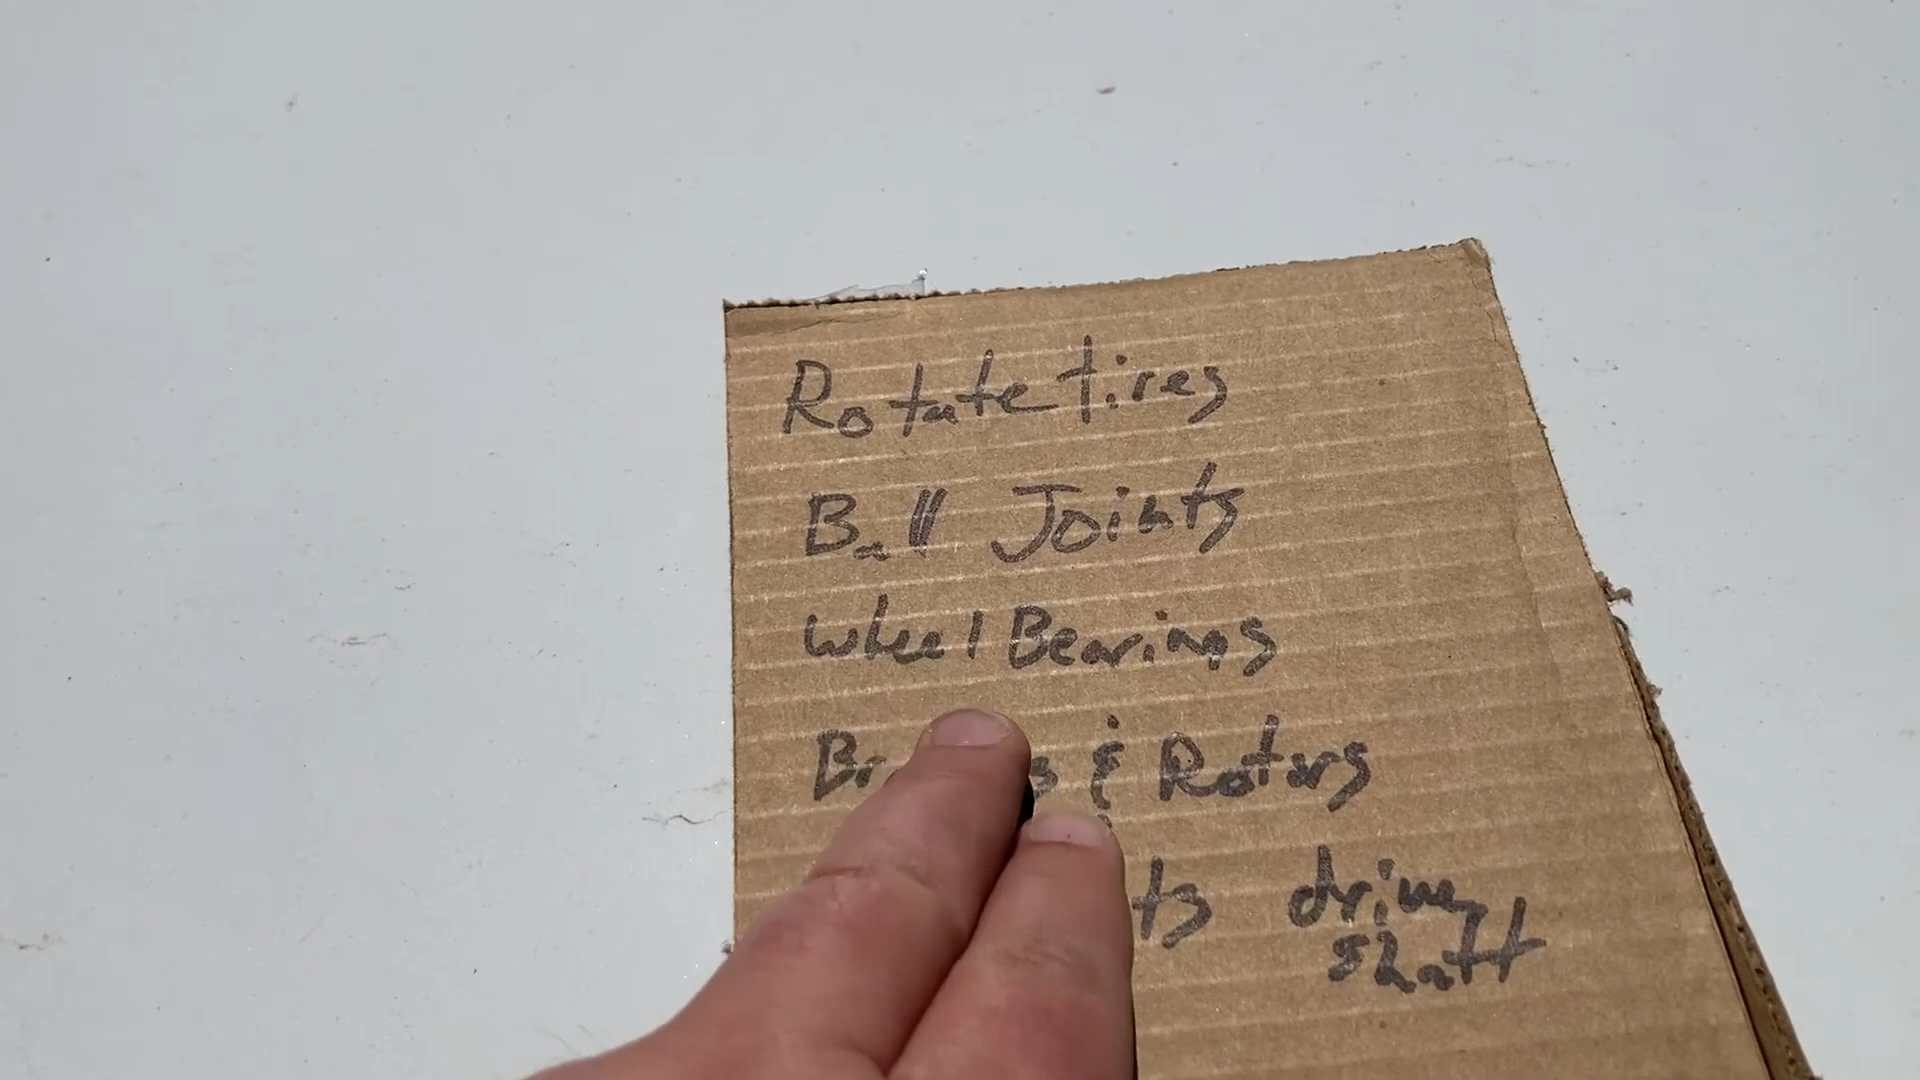 Rotate tires
Ball Joints
Wheel Bearings
& Rotors
drive
shaft